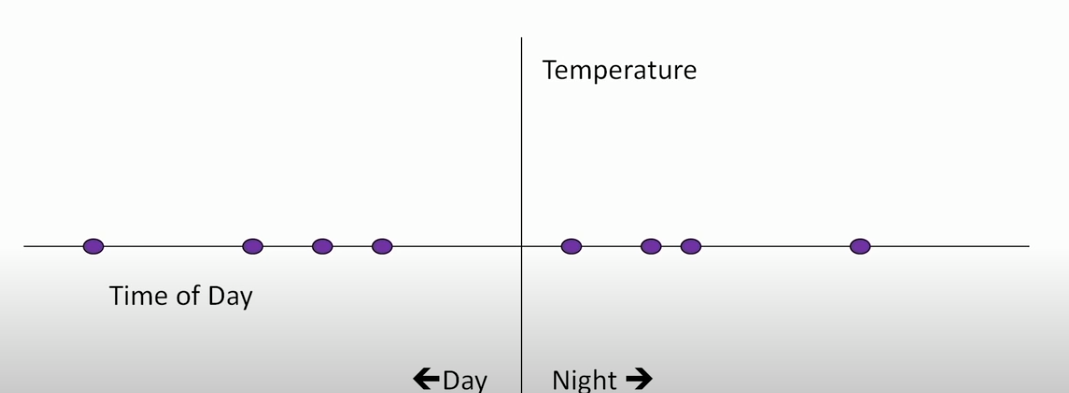 Temperature
Time of Day
←Day
Night →